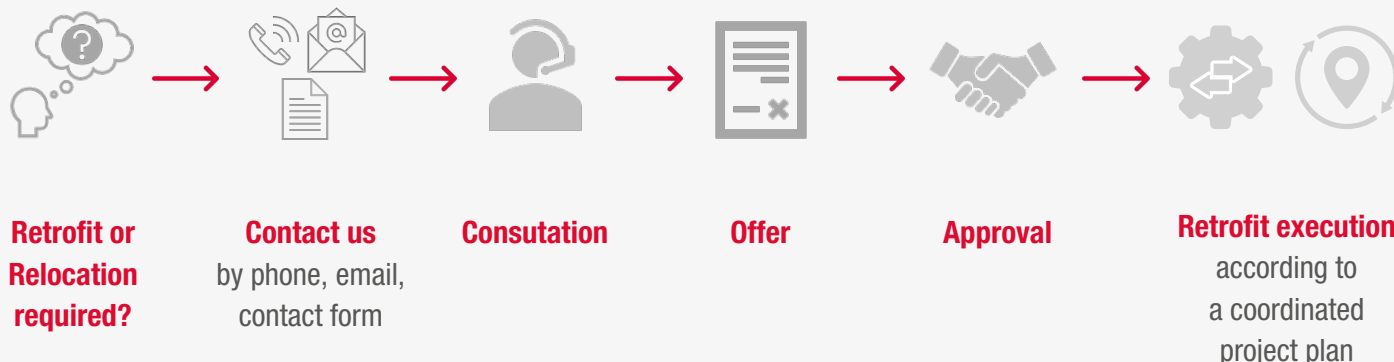 ?
@
Retrofit or
Relocation
required?
Contact us
by phone, email,
contact form
Consutation
Offer
Approval
Retrofit execution
according to
a coordinated
project plan